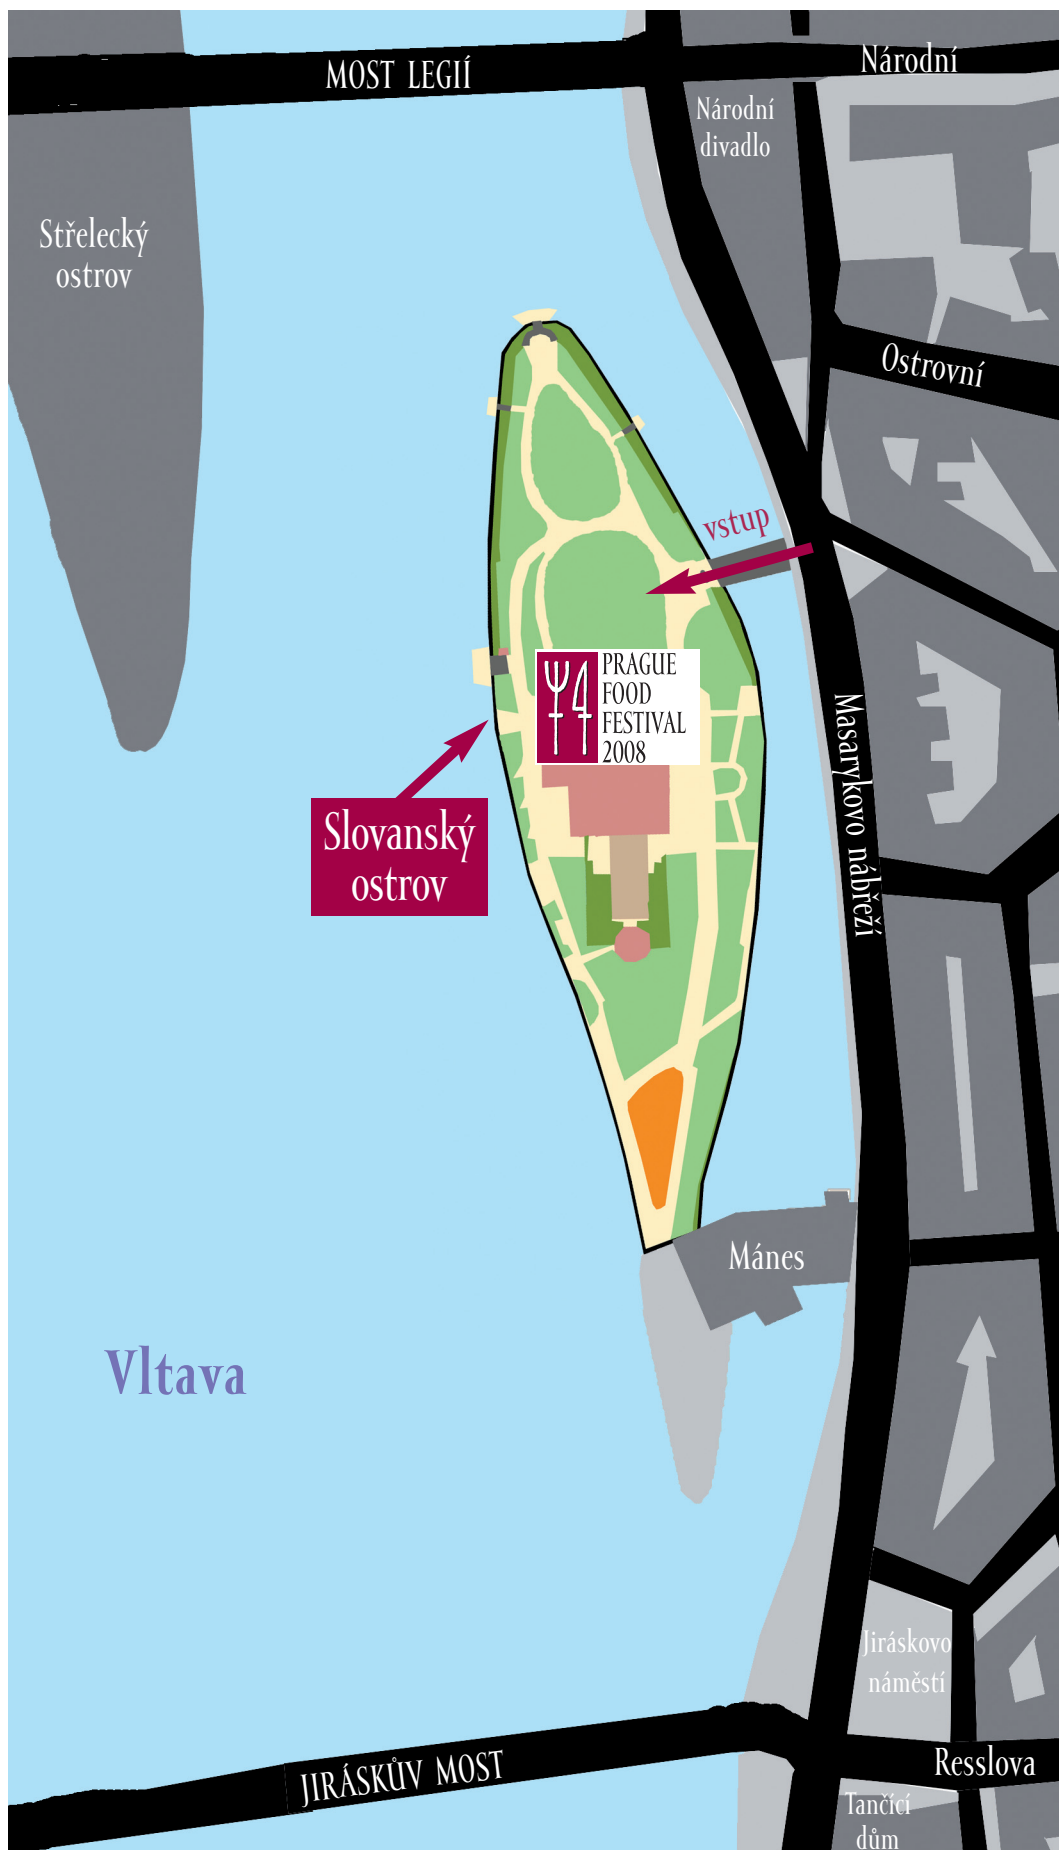 MOST LEGIÍ
Národní
Národní
divadlo
Střelecký
ostrov
Ostrovní
vstup
PRAGUE
FOOD
FESTIVAL
2008
Masarykovo nábřeží
Slovanský
ostrov
Mánes
Vltava
Jiráskovo
náměstí
JIRÁSKŮV MOST
Resslova
Tančící
dům